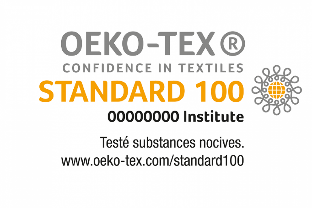 OEKO-TEX®
CONFIDENCE IN TEXTILES
STANDARD 100
00000000 Institute
Testé substances nocives.
www.oeko-tex.com/standard100